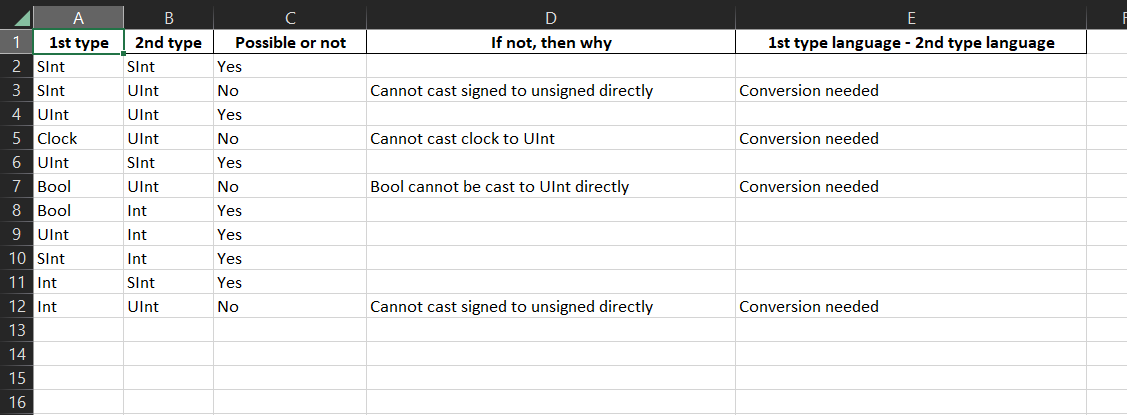 A B C D E F
1 1st type 2nd type Possible or not If not, then why 1st type language - 2nd type language
2 SInt SInt Yes
3 SInt UInt No Cannot cast signed to unsigned directly Conversion needed
4 UInt UInt Yes
5 Clock UInt No Cannot cast clock to UInt Conversion needed
6 UInt SInt Yes
7 Bool UInt No Bool cannot be cast to UInt directly Conversion needed
8 Bool Int Yes
9 UInt Int Yes
10 SInt Int Yes
11 Int SInt Yes
12 Int UInt No Cannot cast signed to unsigned directly Conversion needed
13
14
15
16